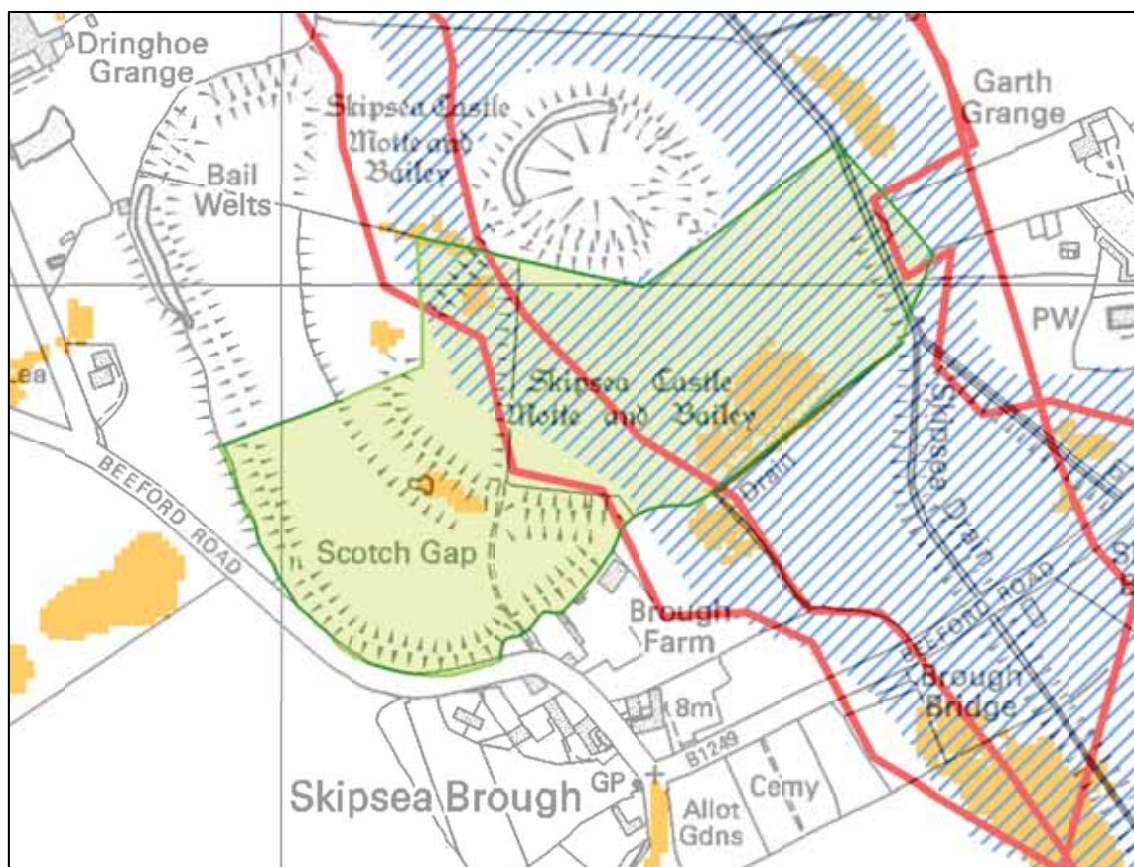 Dringhoe
Grange
Skipsea Castle
Motte and
Bailey
Garth
Grange
Bail
Welts
PW
Lea
Skipsea Castle
Motte and Bailey
BEEFORD ROAD
Drain
Skipsea Drain
Scotch Gap
Brough
Farm
BEEFORD ROAD
Brough
Bridge
8m
B1249
Skipsea Brough
GP
Cemy
Allot
Gdns